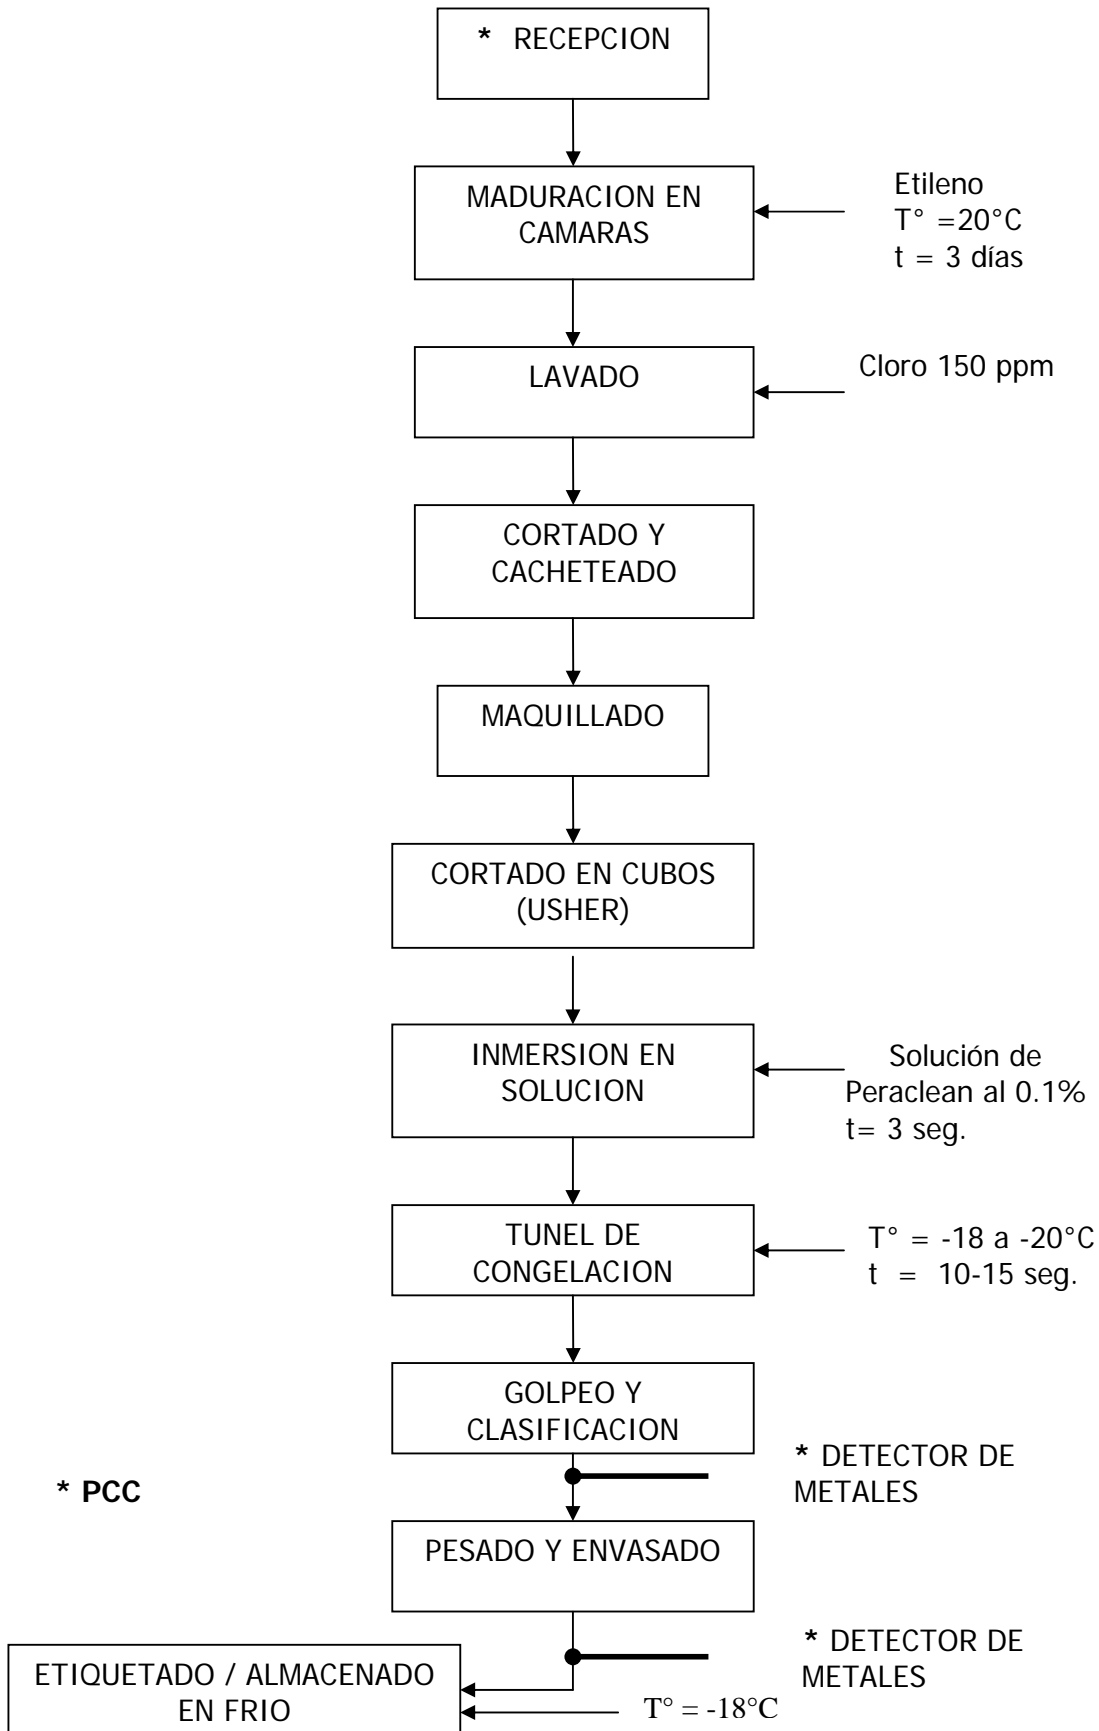 * RECEPCION
MADURACION EN
CAMARAS
Etileno
T° =20°C
t = 3 días
LAVADO
Cloro 150 ppm
CORTADO Y
CACHETEADO
MAQUILLADO
CORTADO EN CUBOS
(USHER)
INMERSION EN
SOLUCION
Solución de
Peraclean al 0.1%
t= 3 seg.
TUNEL DE
CONGELACION
T° = -18 a -20°C
t = 10-15 seg.
GOLPEO Y
CLASIFICACION
* DETECTOR DE
METALES
* PCC
PESADO Y ENVASADO
* DETECTOR DE
METALES
ETIQUETADO / ALMACENADO
EN FRIO
T° = -18°C